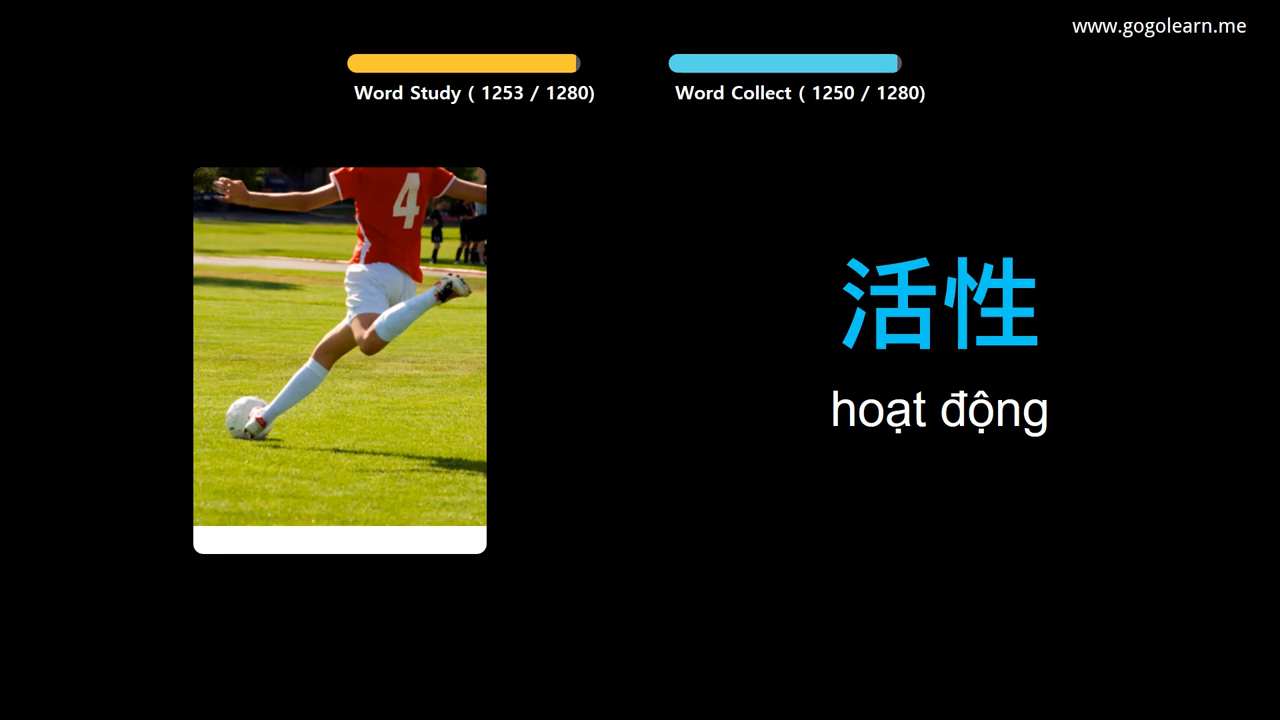 www.gogolearn.me
Word Study ( 1253 / 1280)
Word Collect ( 1250 / 1280)
4
活性
hoạt động